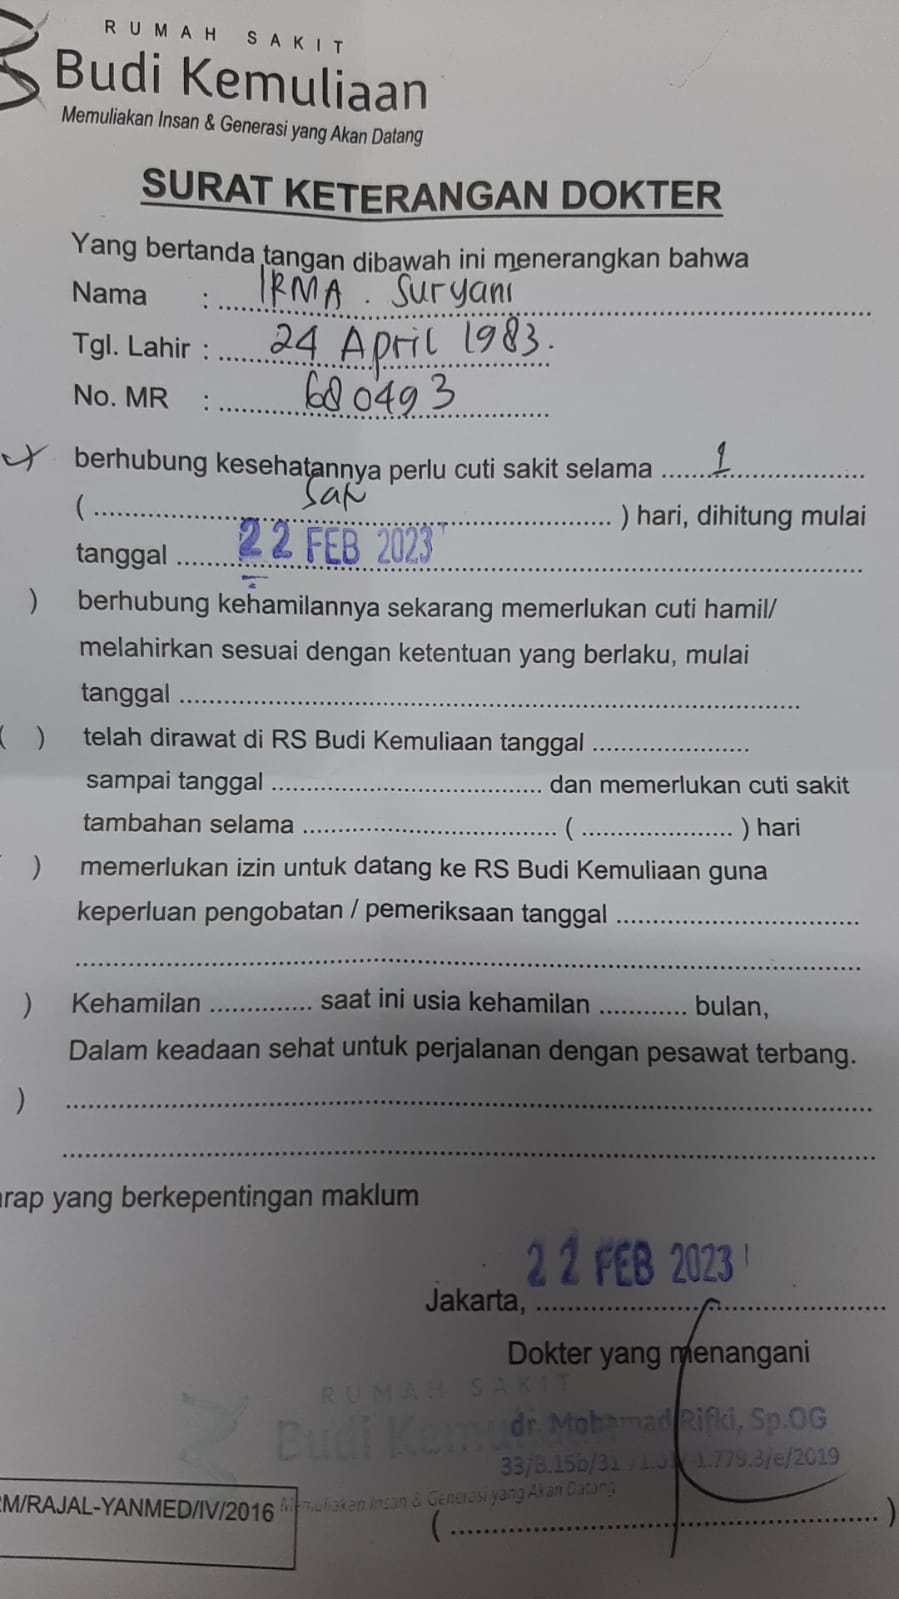 RUMAH SAKIT
Budi Kemuliaan
Memuliakan Insan & Generasi yang Akan Datang
SURAT KETERANGAN DOKTER
Yang bertanda tangan dibawah ini menerangkan bahwa
Nama : IRMA. Suryani
Tgl. Lahir : 24 April 1983.
No. MR : 680493
berhubung kesehatannya perlu cuti sakit selama 1
( Satu ) hari, dihitung mulai
tanggal 22 FEB 2023
) berhubung kehamilannya sekarang memerlukan cuti hamil/
melahirkan sesuai dengan ketentuan yang berlaku, mulai
tanggal
( ) telah dirawat di RS Budi Kemuliaan tanggal
sampai tanggal dan memerlukan cuti sakit
tambahan selama ( ) hari
) memerlukan izin untuk datang ke RS Budi Kemuliaan guna
keperluan pengobatan / pemeriksaan tanggal
) Kehamilan saat ini usia kehamilan bulan,
Dalam keadaan sehat untuk perjalanan dengan pesawat terbang.
)
arap yang berkepentingan maklum
22 FEB 2023
Jakarta,
Dokter yang menangani
RUMAH SAKIT
Budi
dr. Mohamad Rifki, Sp.OG
33/B.15b/31 1.779.3/e/2019
Memuliakan Insan & Generasi yang Akan Datang
M/RAJAL-YANMED/IV/2016
( )